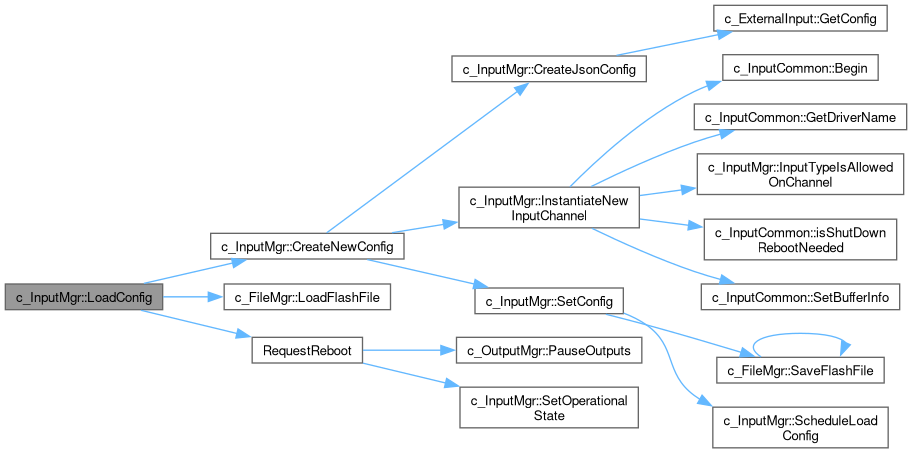 c_ExternalInput::GetConfig
c_InputMgr::CreateJsonConfig
c_InputCommon::Begin
c_InputCommon::GetDriverName
c_InputMgr::InputTypeIsAllowed
OnChannel
c_InputMgr::InstantiateNew
InputChannel
c_InputCommon::isShutDown
RebootNeeded
c_InputMgr::CreateNewConfig
c_InputMgr::LoadConfig
c_FileMgr::LoadFlashFile
c_InputMgr::SetConfig
c_InputCommon::SetBufferInfo
RequestReboot
c_OutputMgr::PauseOutputs
c_FileMgr::SaveFlashFile
c_InputMgr::SetOperational
State
c_InputMgr::ScheduleLoad
Config